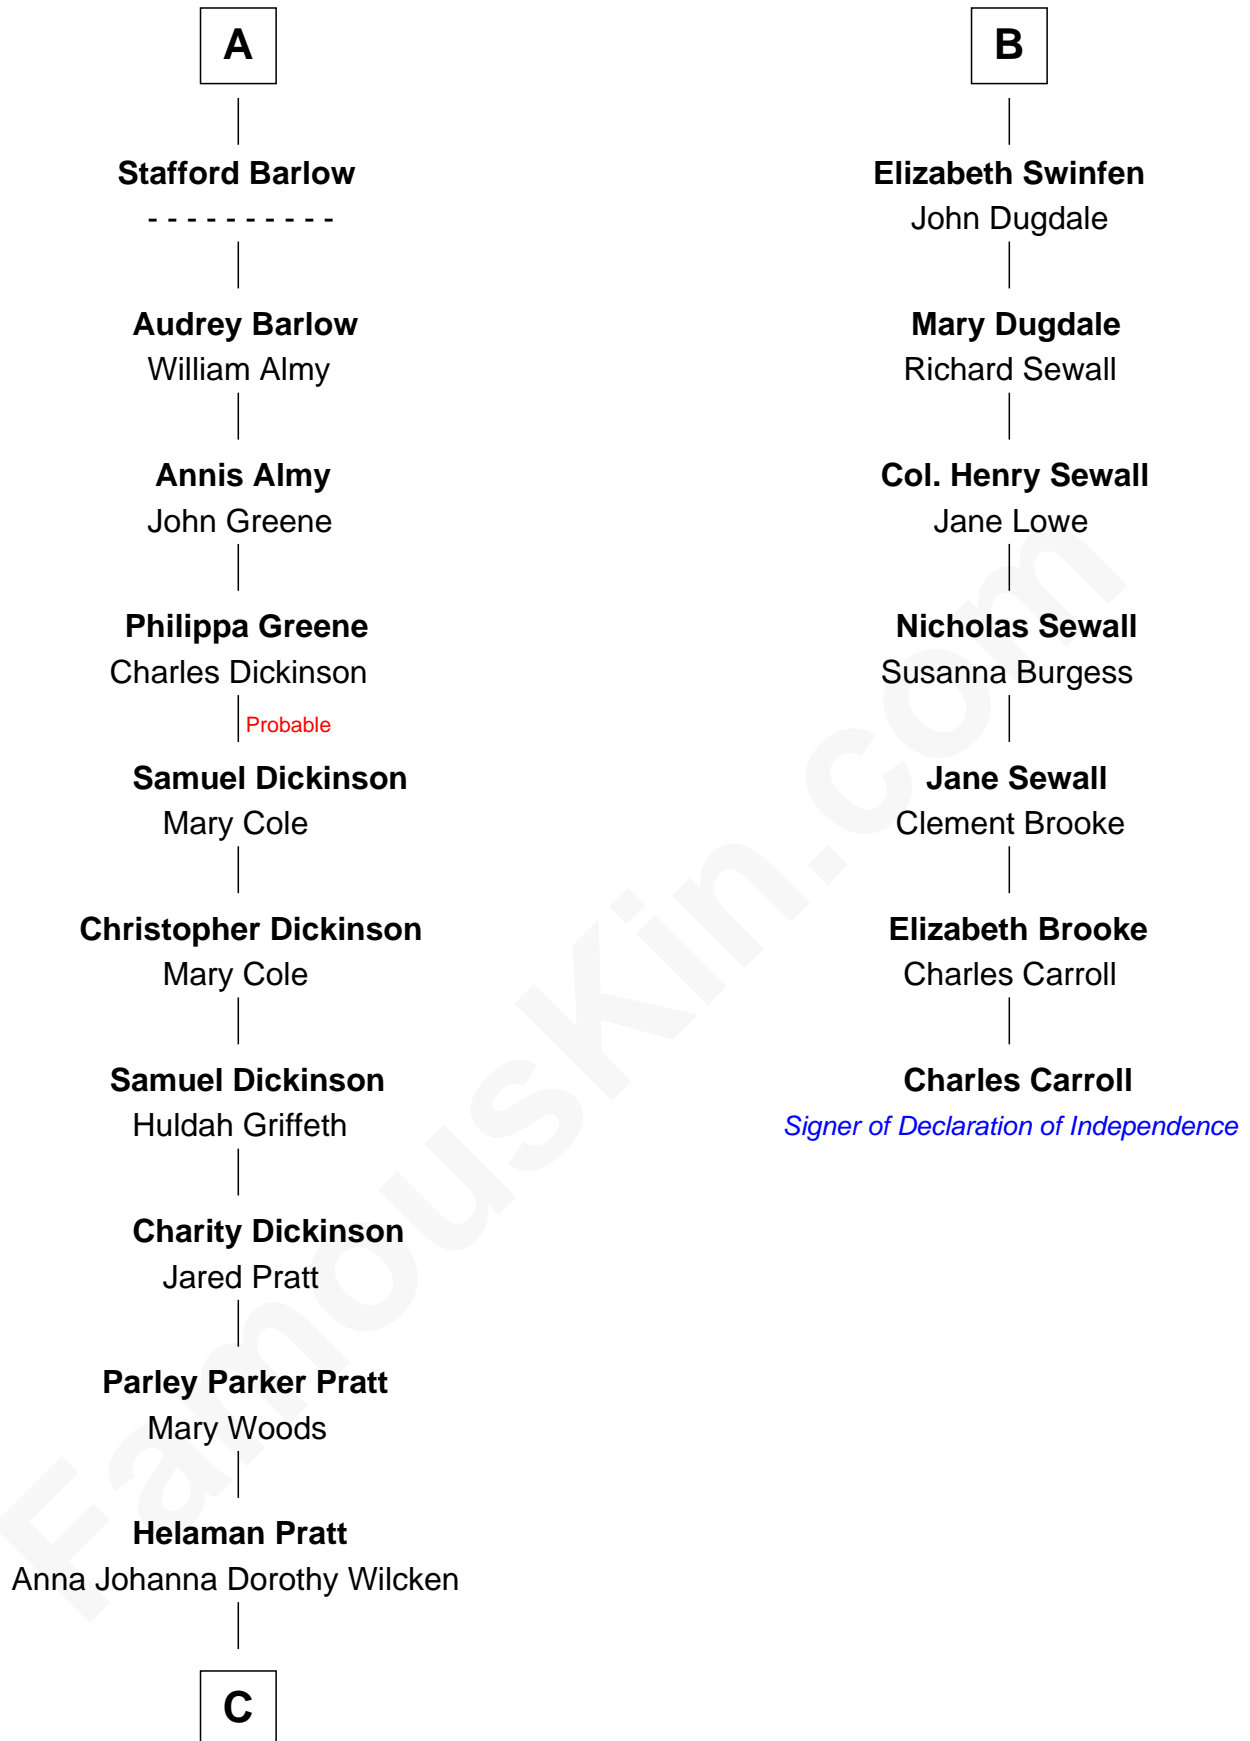 A
Stafford Barlow
- - - - - - - - - -
Audrey Barlow
William Almy
Annis Almy
John Greene
Philippa Greene
Charles Dickinson
Probable
Samuel Dickinson
Mary Cole
Christopher Dickinson
Mary Cole
Samuel Dickinson
Huldah Griffeth
Charity Dickinson
Jared Pratt
Parley Parker Pratt
Mary Woods
Helaman Pratt
Anna Johanna Dorothy Wilcken
C
B
Elizabeth Swinfen
John Dugdale
Mary Dugdale
Richard Sewall
Col. Henry Sewall
Jane Lowe
Nicholas Sewall
Susanna Burgess
Jane Sewall
Clement Brooke
Elizabeth Brooke
Charles Carroll
Charles Carroll
Signer of Declaration of Independence
FamousKin.com